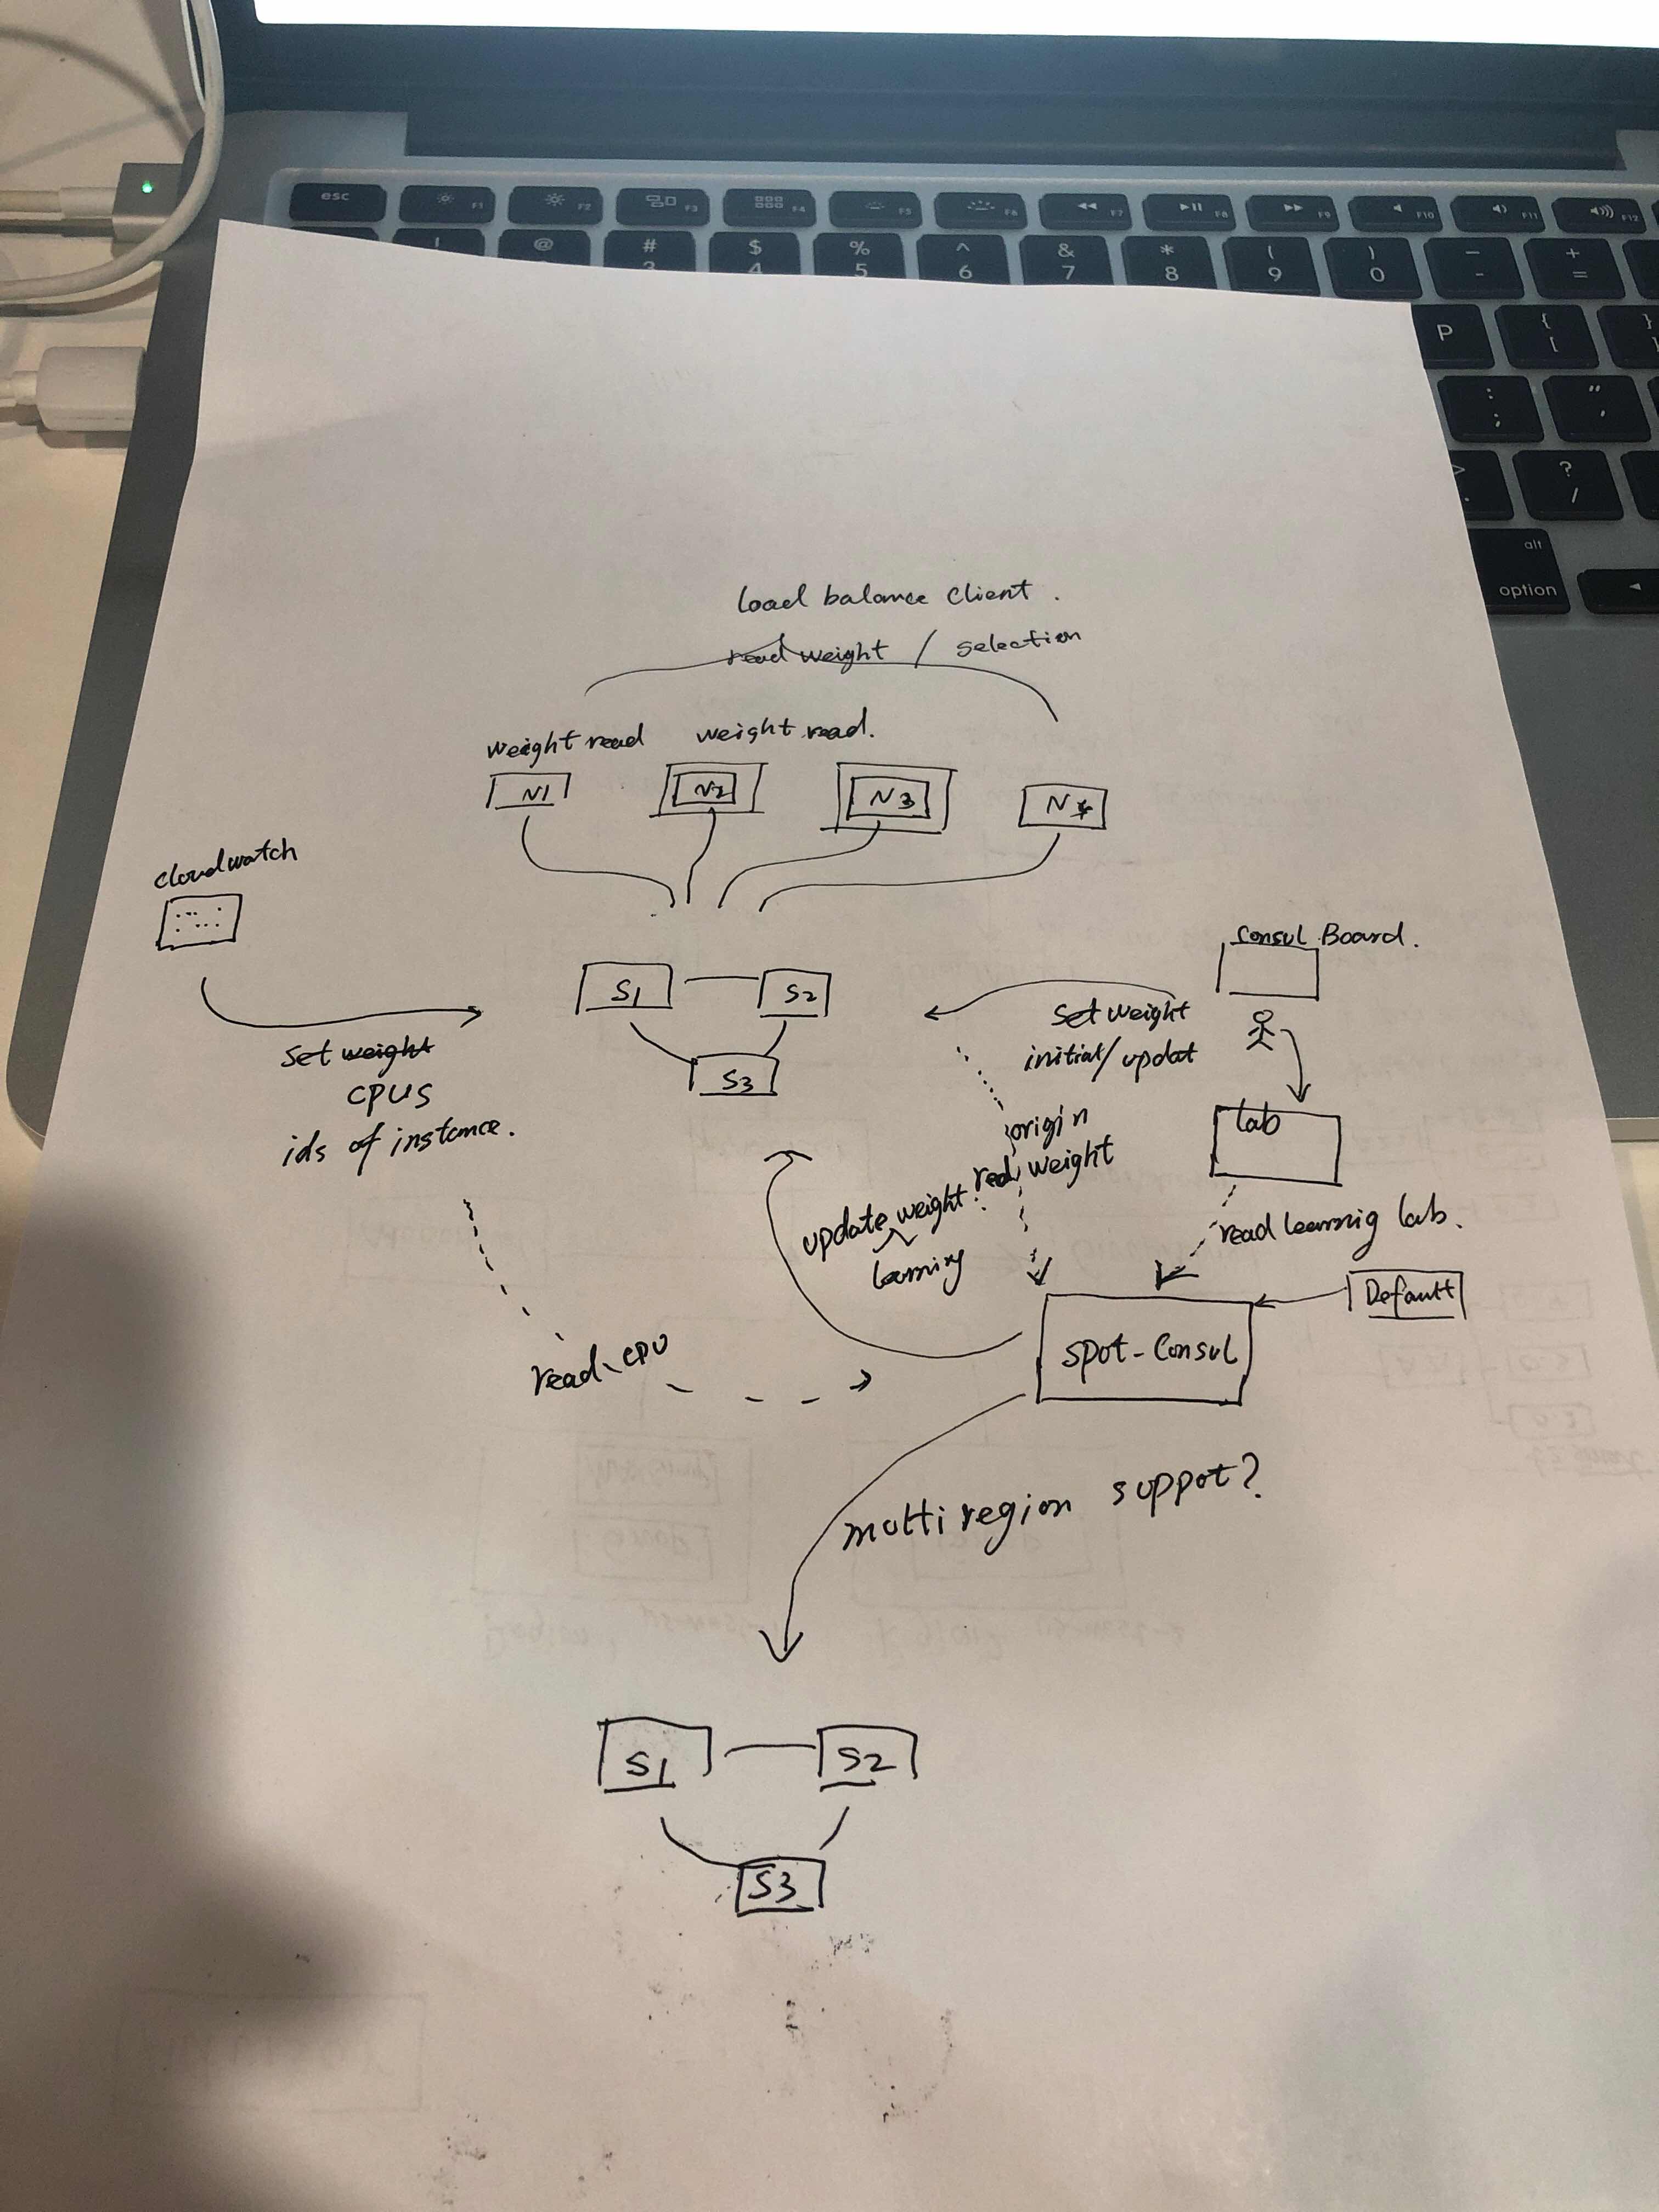 esc F1 F2 F3 F4 F5 F6 F7 F8 F9 F10 F11 F12
! @ # $ % ^ & * ( ) - +
3 4 5 6 7 8 9 0 - =
P { [ }
: ; " '
> . ? /
alt
option
load balance client .
read weight / selection
weight read weight read.
N1 N2 N3 N4
cloudwatch
Consul Board.
S1 S2
S3
set weight
CPUS
ids of instance.
set weight
initial/updat
origin
red weight
lab
update weight.
learning
read learnig lab.
Default
spot-Consul
read cpu
multi region suppot?
S1 S2
S3